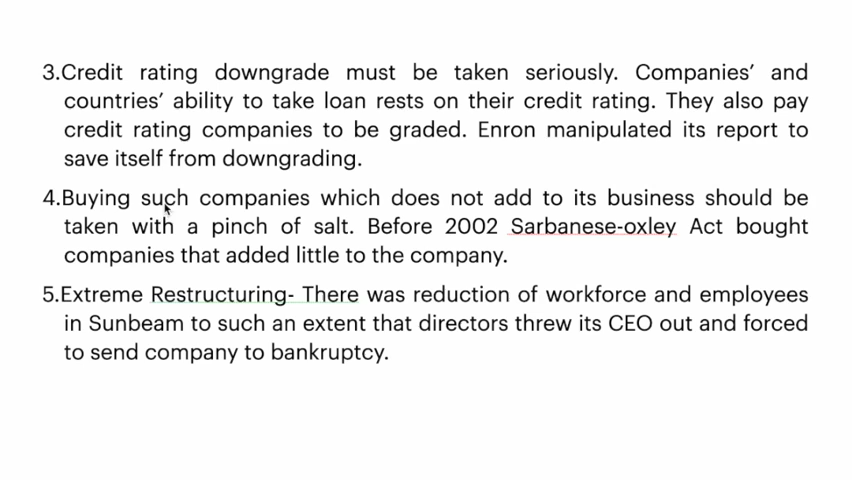 3.Credit rating downgrade must be taken seriously. Companies’ and
countries’ ability to take loan rests on their credit rating. They also pay
credit rating companies to be graded. Enron manipulated its report to
save itself from downgrading.
4.Buying such companies which does not add to its business should be
taken with a pinch of salt. Before 2002 Sarbanese-oxley Act bought
companies that added little to the company.
5.Extreme Restructuring- There was reduction of workforce and employees
in Sunbeam to such an extent that directors threw its CEO out and forced
to send company to bankruptcy.